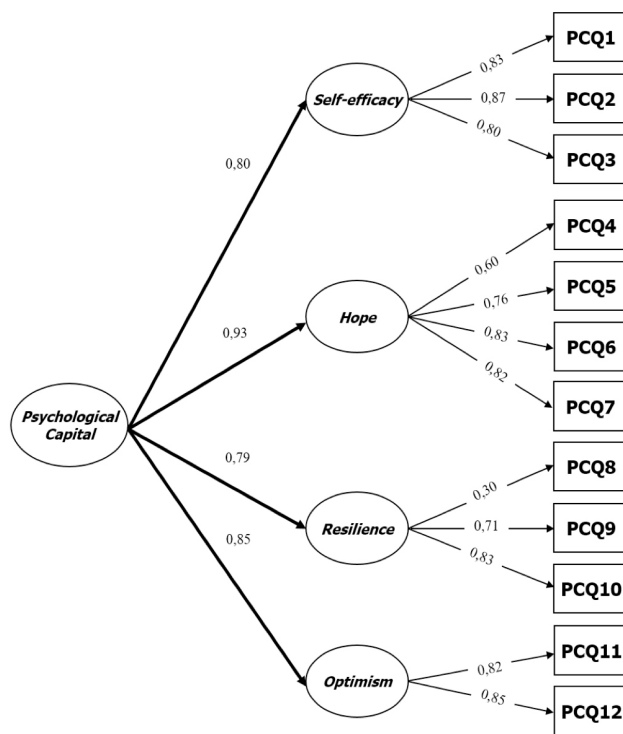 PCQ1
0,83
Self-efficacy
0,87
PCQ2
0,80
PCQ3
0,80
PCQ4
0,60
PCQ5
0,76
Hope
0,83
PCQ6
0,93
0,82
PCQ7
Psychological
Capital
0,79
PCQ8
0,30
Resilience
0,71
PCQ9
0,85
0,83
PCQ10
PCQ11
0,82
Optimism
0,85
PCQ12